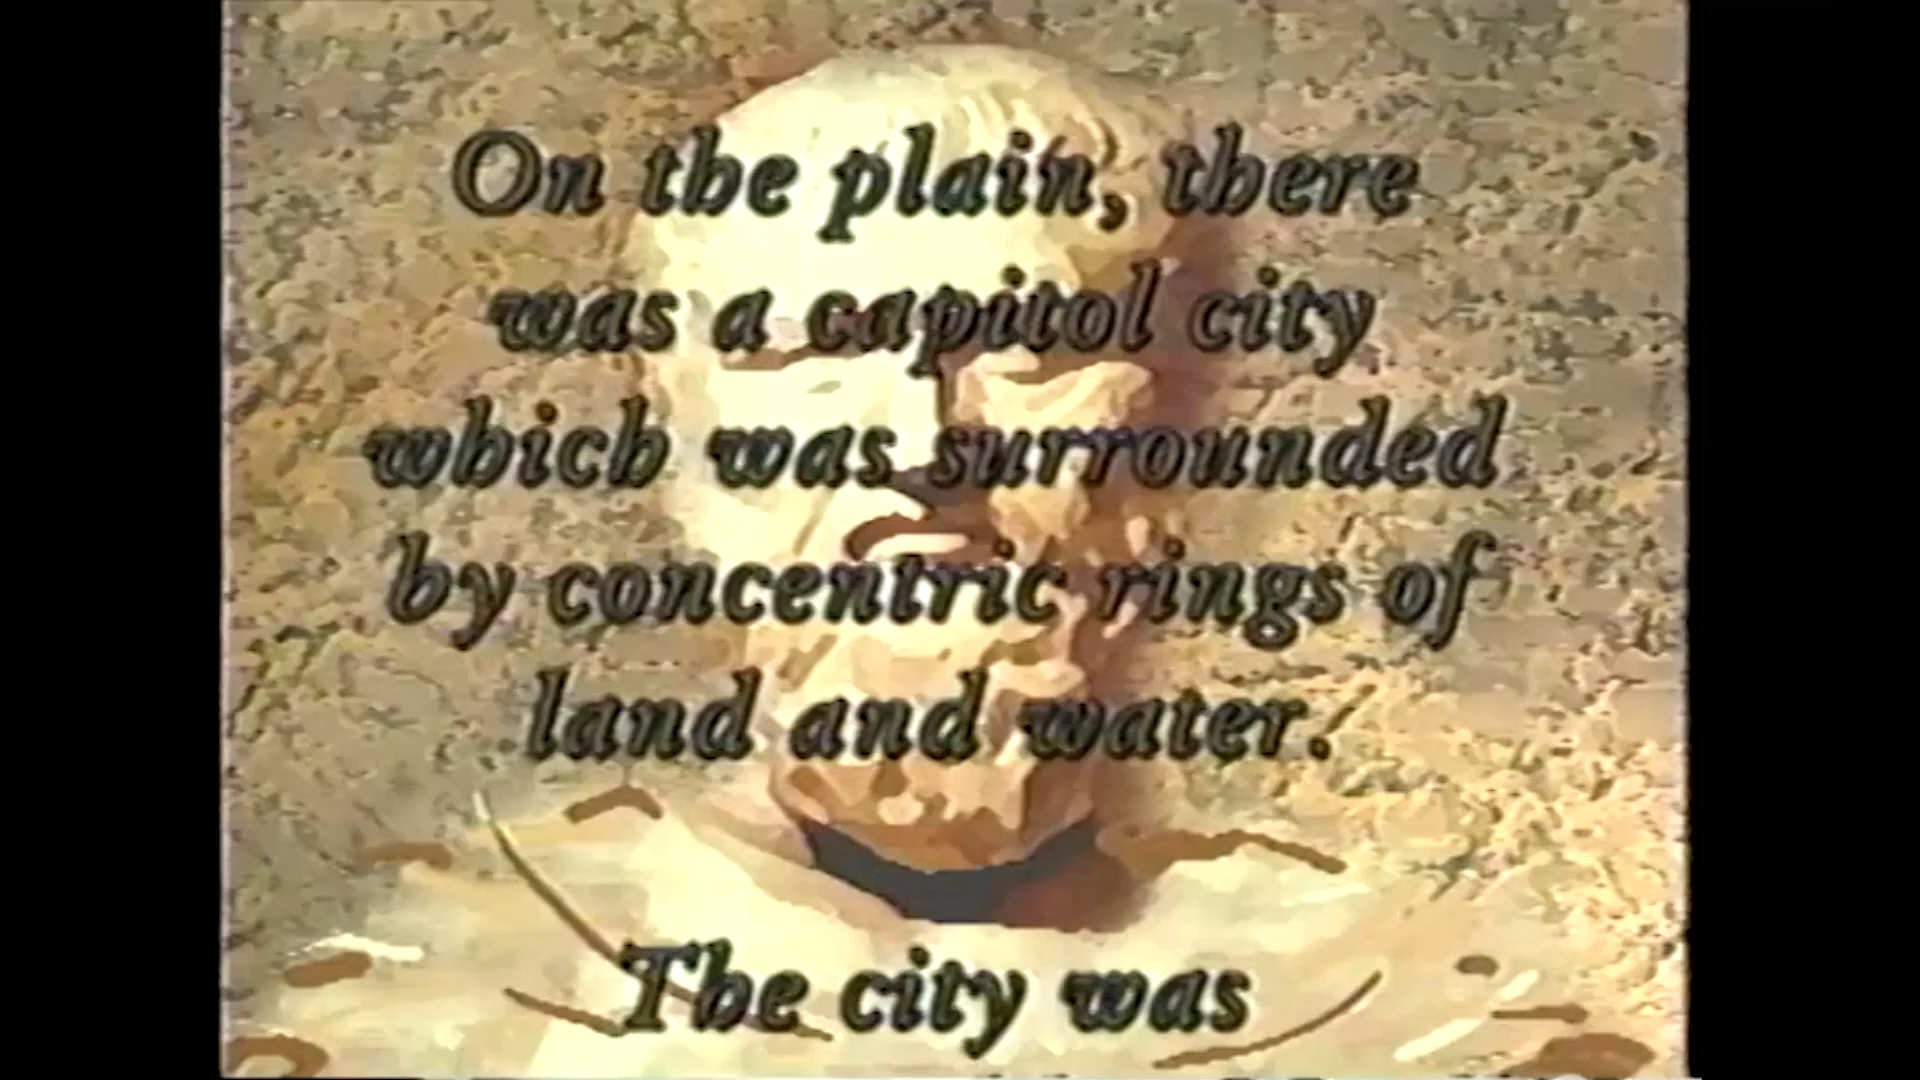 On the plain, there
was a capitol city
which was surrounded
by concentric rings of
land and water.
The city was